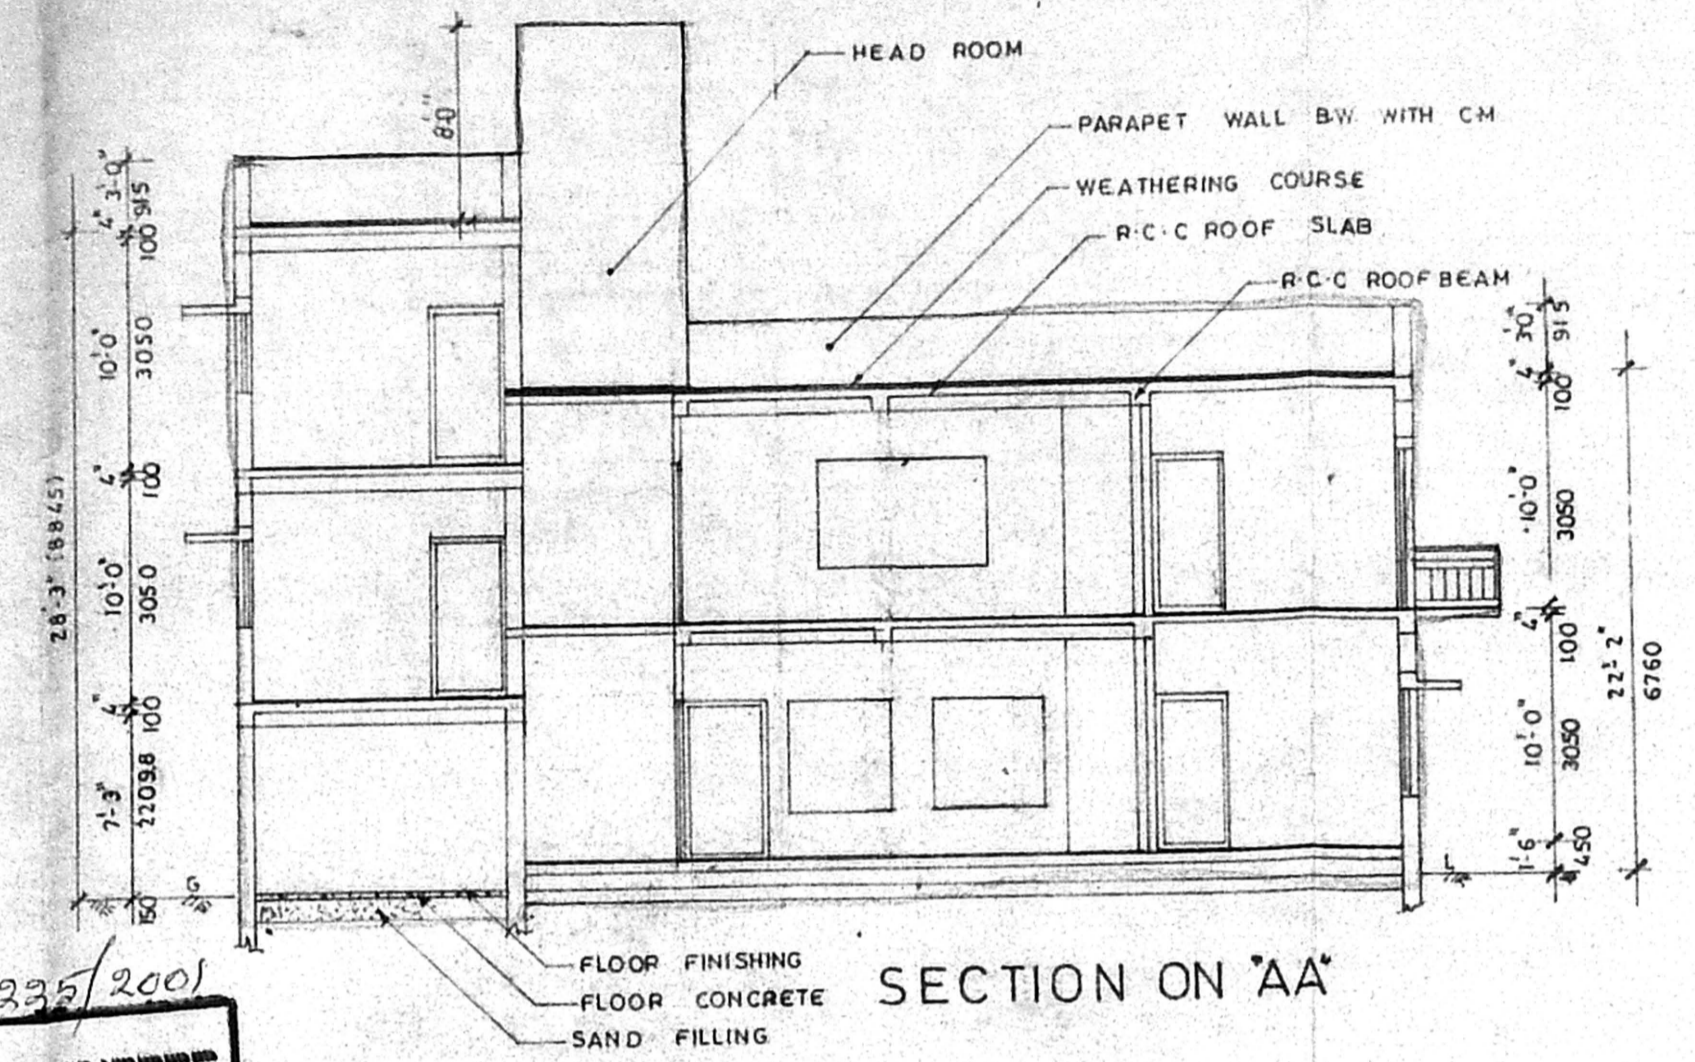 HEAD ROOM
PARAPET WALL B.W. WITH C.M
WEATHERING COURSE
R.C.C ROOF SLAB
R.C.C ROOF BEAM
8'0"
3'-0"
915
4"
100
10'-0"
3050
4"
100
10'-0"
3050
4"
100
7'-3"
2209.8
150
28'-3" (8845)
G
3'0"
915
4"
100
10'-0"
3050
4"
100
10'-0"
3050
1'-6"
450
22'-2"
6760
L
FLOOR FINISHING
FLOOR CONCRETE
SAND FILLING
SECTION ON "AA"
235/2001